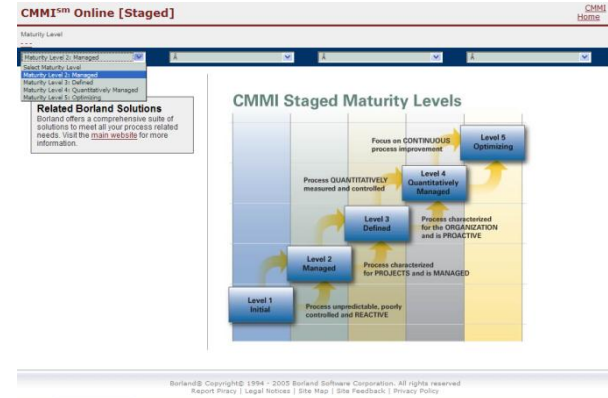 CMMIsm Online [Staged]
CMMI
Home
Maturity Level
---
Maturity Level 2: Managed
Â
Â
Â
Select Maturity Level
Maturity Level 2: Managed
Maturity Level 3: Defined
Maturity Level 4: Quantitatively Managed
Maturity Level 5: Optimizing
Related Borland Solutions
Borland offers a comprehensive suite of
solutions to meet all your process related
needs. Visit the main website for more
information.
CMMI Staged Maturity Levels
Focus on CONTINUOUS
process improvement
Level 5
Optimizing
Process QUANTITATIVELY
measured and controlled
Level 4
Quantitatively
Managed
Level 3
Defined
Process characterized
for the ORGANIZATION
and is PROACTIVE
Level 2
Managed
Process characterized
for PROJECTS and is MANAGED
Level 1
Initial
Process unpredictable, poorly
controlled and REACTIVE
Borland® Copyright© 1994 - 2005 Borland Software Corporation. All rights reserved
Report Piracy | Legal Notices | Site Map | Site Feedback | Privacy Policy